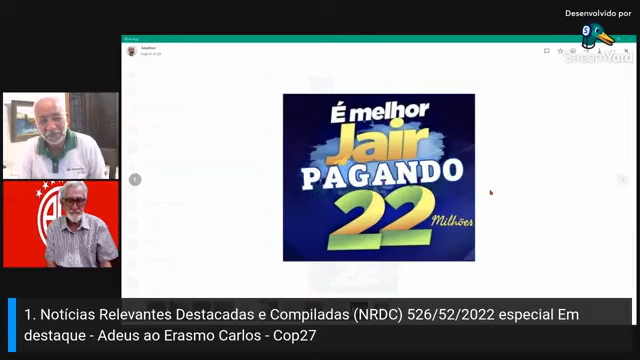 Desenvolvido por
StreamYard
É melhor
Jair
PAGANDO
22
Milhões
1. Notícias Relevantes Destacadas e Compiladas (NRDC) 526/52/2022 especial Em
destaque - Adeus ao Erasmo Carlos - Cop27